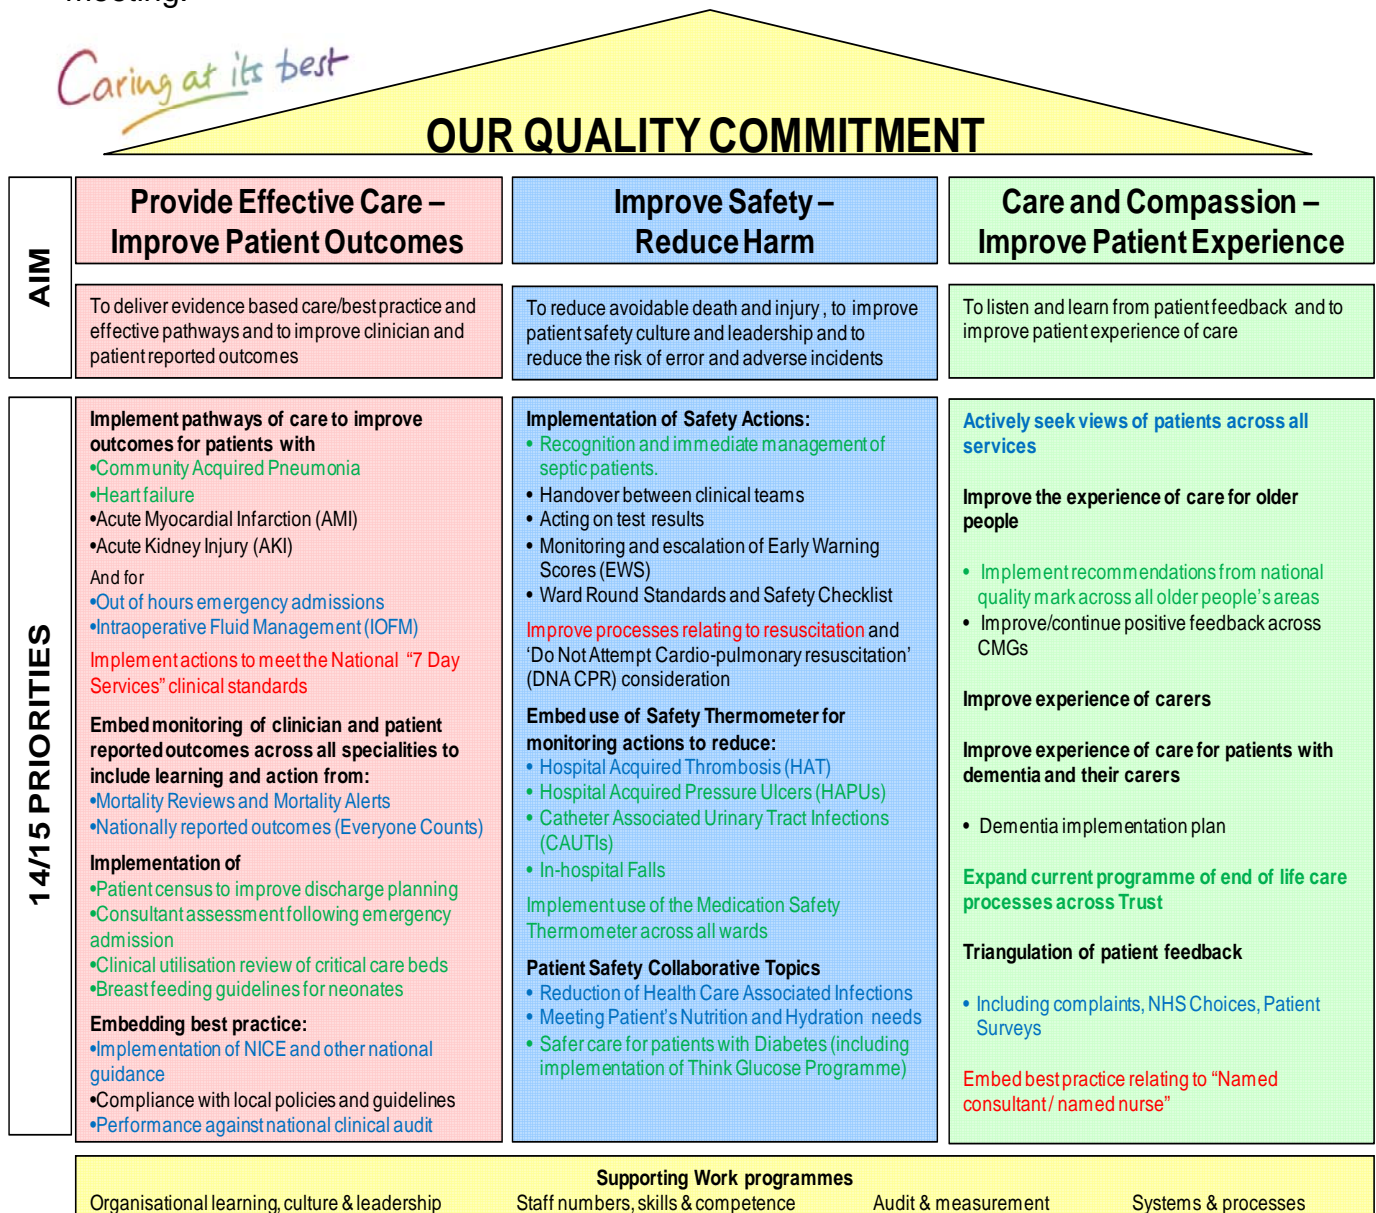 meeting.
Caring at its best
OUR QUALITY COMMITMENT
AIM
Provide Effective Care –
Improve Patient Outcomes
To deliver evidence based care/best practice and
effective pathways and to improve clinician and
patient reported outcomes
Improve Safety –
Reduce Harm
To reduce avoidable death and injury , to improve
patient safety culture and leadership and to
reduce the risk of error and adverse incidents
Care and Compassion –
Improve Patient Experience
To listen and learn from patient feedback and to
improve patient experience of care
14/15 PRIORITIES
Implement pathways of care to improve
outcomes for patients with
•Community Acquired Pneumonia
•Heart failure
•Acute Myocardial Infarction (AMI)
•Acute Kidney Injury (AKI)
And for
•Out of hours emergency admissions
•Intraoperative Fluid Management (IOFM)
Implement actions to meet the National “7 Day
Services” clinical standards
Embed monitoring of clinician and patient
reported outcomes across all specialities to
include learning and action from:
•Mortality Reviews and Mortality Alerts
•Nationally reported outcomes (Everyone Counts)
Implementation of
•Patient census to improve discharge planning
•Consultant assessment following emergency
admission
•Clinical utilisation review of critical care beds
•Breast feeding guidelines for neonates
Embedding best practice:
•Implementation of NICE and other national
guidance
•Compliance with local policies and guidelines
•Performance against national clinical audit
Implementation of Safety Actions:
• Recognition and immediate management of
septic patients.
• Handover between clinical teams
• Acting on test results
• Monitoring and escalation of Early Warning
Scores (EWS)
• Ward Round Standards and Safety Checklist
Improve processes relating to resuscitation and
‘Do Not Attempt Cardio-pulmonary resuscitation’
(DNA CPR) consideration
Embed use of Safety Thermometer for
monitoring actions to reduce:
• Hospital Acquired Thrombosis (HAT)
• Hospital Acquired Pressure Ulcers (HAPUs)
• Catheter Associated Urinary Tract Infections
(CAUTIs)
• In-hospital Falls
Implement use of the Medication Safety
Thermometer across all wards
Patient Safety Collaborative Topics
• Reduction of Health Care Associated Infections
• Meeting Patient’s Nutrition and Hydration needs
• Safer care for patients with Diabetes (including
implementation of Think Glucose Programme)
Actively seek views of patients across all
services
Improve the experience of care for older
people
• Implement recommendations from national
quality mark across all older people’s areas
• Improve/continue positive feedback across
CMGs
Improve experience of carers
Improve experience of care for patients with
dementia and their carers
• Dementia implementation plan
Expand current programme of end of life care
processes across Trust
Triangulation of patient feedback
• Including complaints, NHS Choices, Patient
Surveys
Embed best practice relating to “Named
consultant / named nurse”
Supporting Work programmes
Organisational learning, culture & leadership Staff numbers, skills & competence Audit & measurement Systems & processes